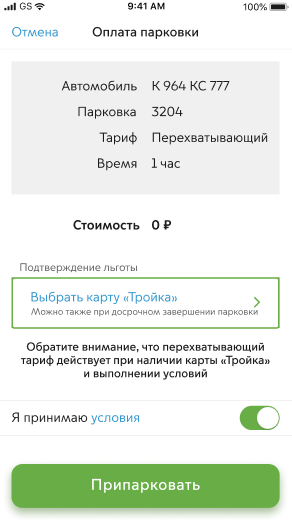 GS 9:41 AM 100%
Отмена Оплата парковки
Автомобиль К 964 КС 777
Парковка 3204
Тариф Перехватывающий
Время 1 час
Стоимость 0 ₽
Подтверждение льготы
Выбрать карту «Тройка»
Можно также при досрочном завершении парковки
Обратите внимание, что перехватывающий
тариф действует при наличии карты «Тройка»
и выполнении условий
Я принимаю условия
Припарковать